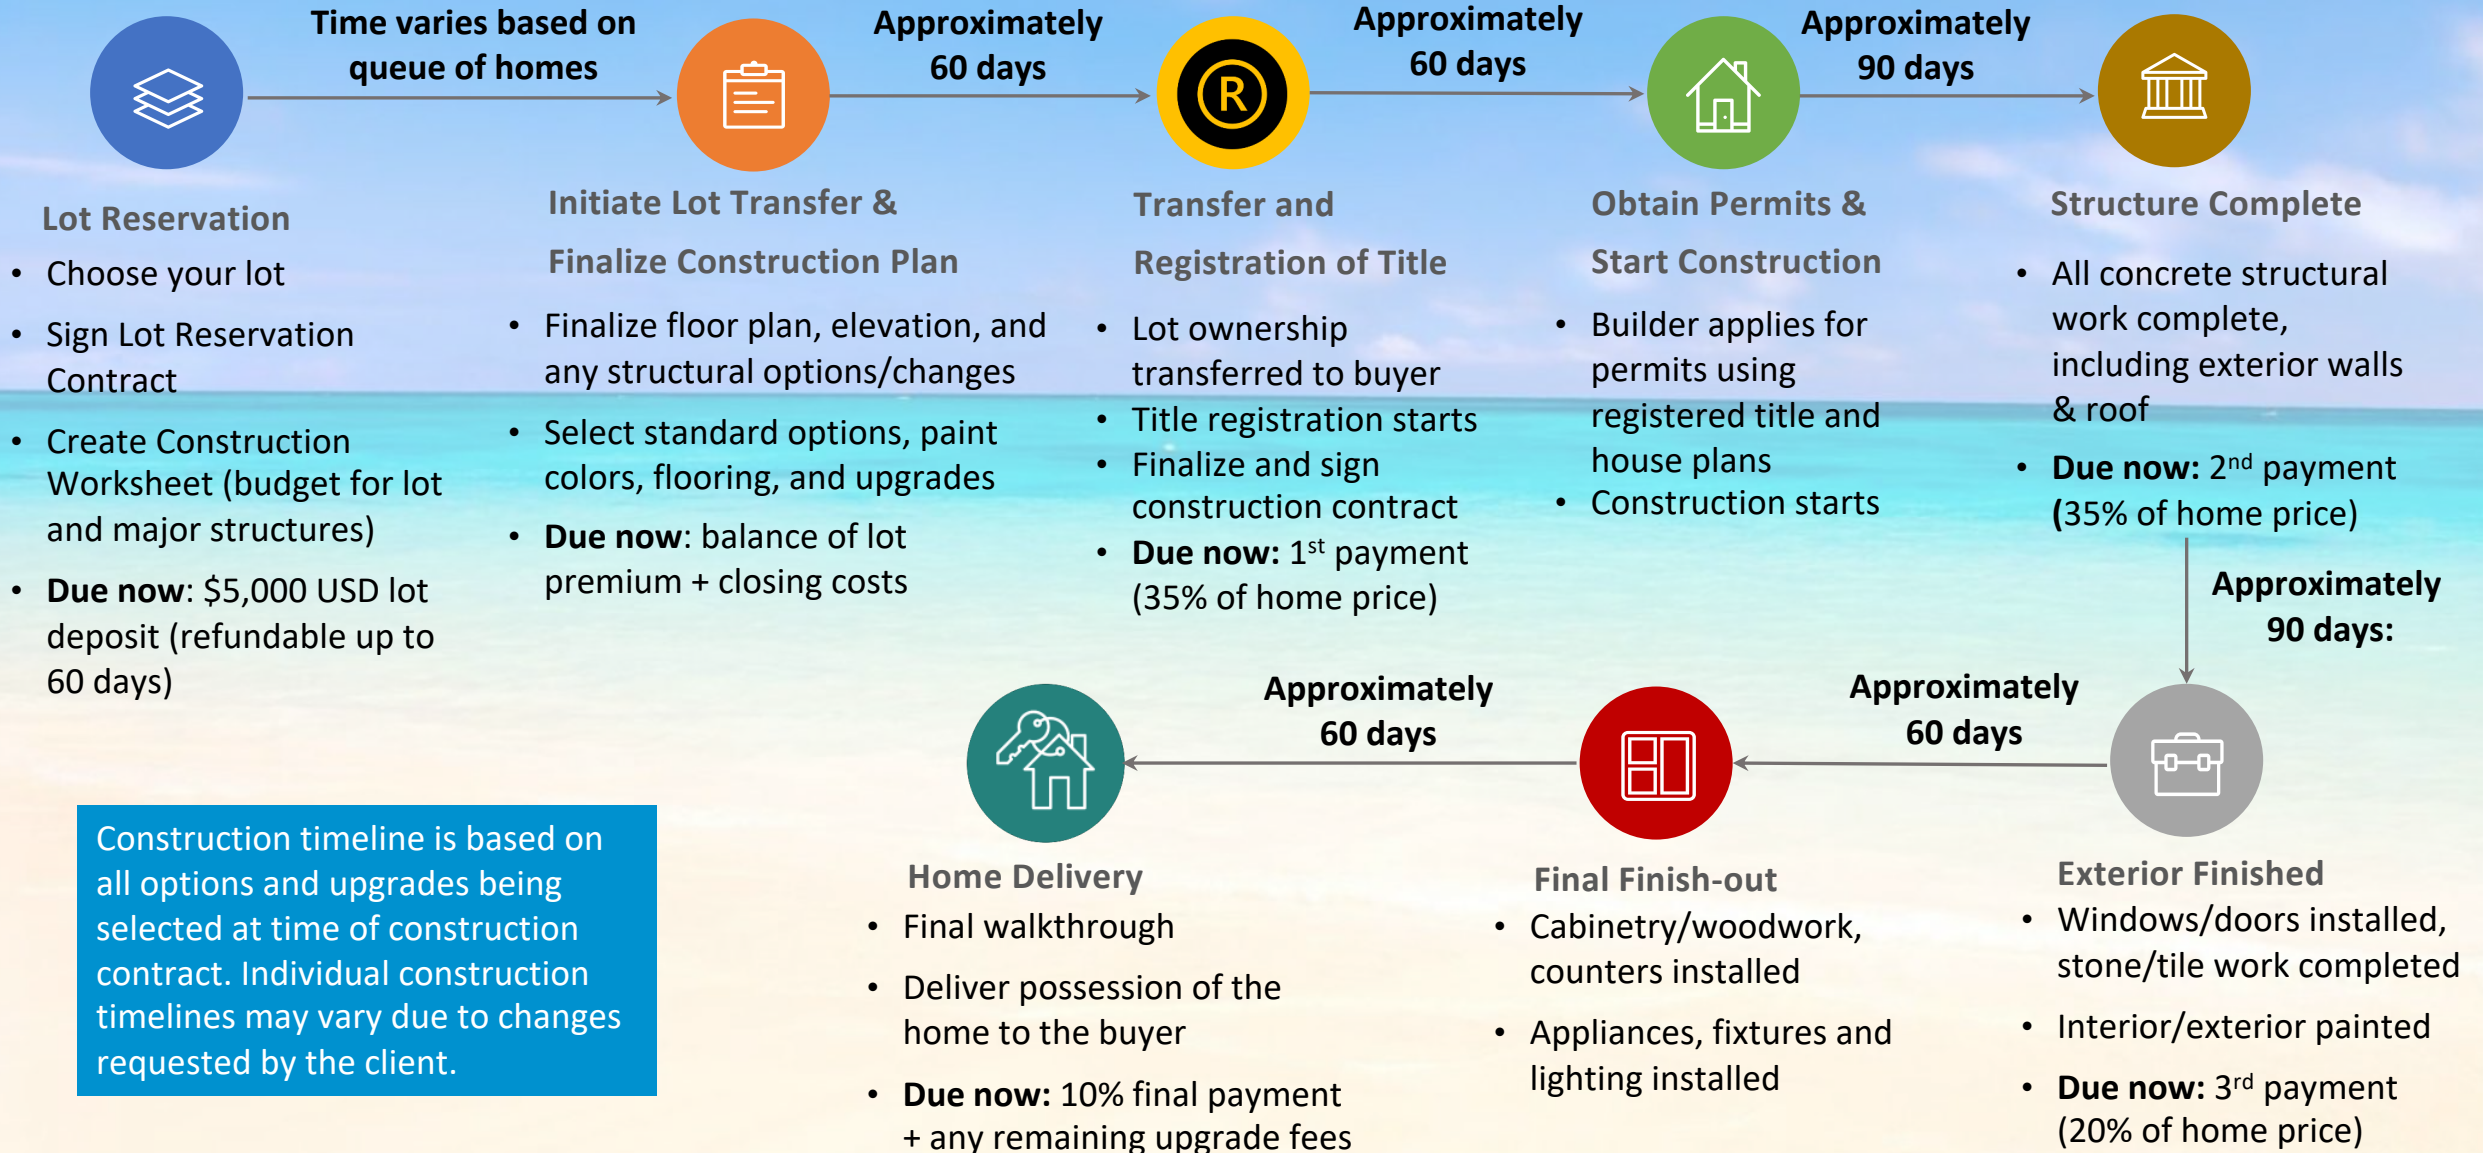 Time varies based on
queue of homes
Approximately
60 days
Approximately
60 days
Approximately
90 days
R
Lot Reservation
• Choose your lot
• Sign Lot Reservation
Contract
• Create Construction
Worksheet (budget for lot
and major structures)
• Due now: $5,000 USD lot
deposit (refundable up to
60 days)
Initiate Lot Transfer &
Finalize Construction Plan
• Finalize floor plan, elevation, and
any structural options/changes
• Select standard options, paint
colors, flooring, and upgrades
• Due now: balance of lot
premium + closing costs
Transfer and
Registration of Title
• Lot ownership
transferred to buyer
• Title registration starts
• Finalize and sign
construction contract
• Due now: 1st payment
(35% of home price)
Obtain Permits &
Start Construction
• Builder applies for
permits using
registered title and
house plans
• Construction starts
Structure Complete
• All concrete structural
work complete,
including exterior walls
& roof
• Due now: 2nd payment
(35% of home price)
Approximately
90 days:
Approximately
60 days
Approximately
60 days
Exterior Finished
• Windows/doors installed,
stone/tile work completed
• Interior/exterior painted
• Due now: 3rd payment
(20% of home price)
Final Finish-out
• Cabinetry/woodwork,
counters installed
• Appliances, fixtures and
lighting installed
Home Delivery
• Final walkthrough
• Deliver possession of the
home to the buyer
• Due now: 10% final payment
+ any remaining upgrade fees
Construction timeline is based on
all options and upgrades being
selected at time of construction
contract. Individual construction
timelines may vary due to changes
requested by the client.